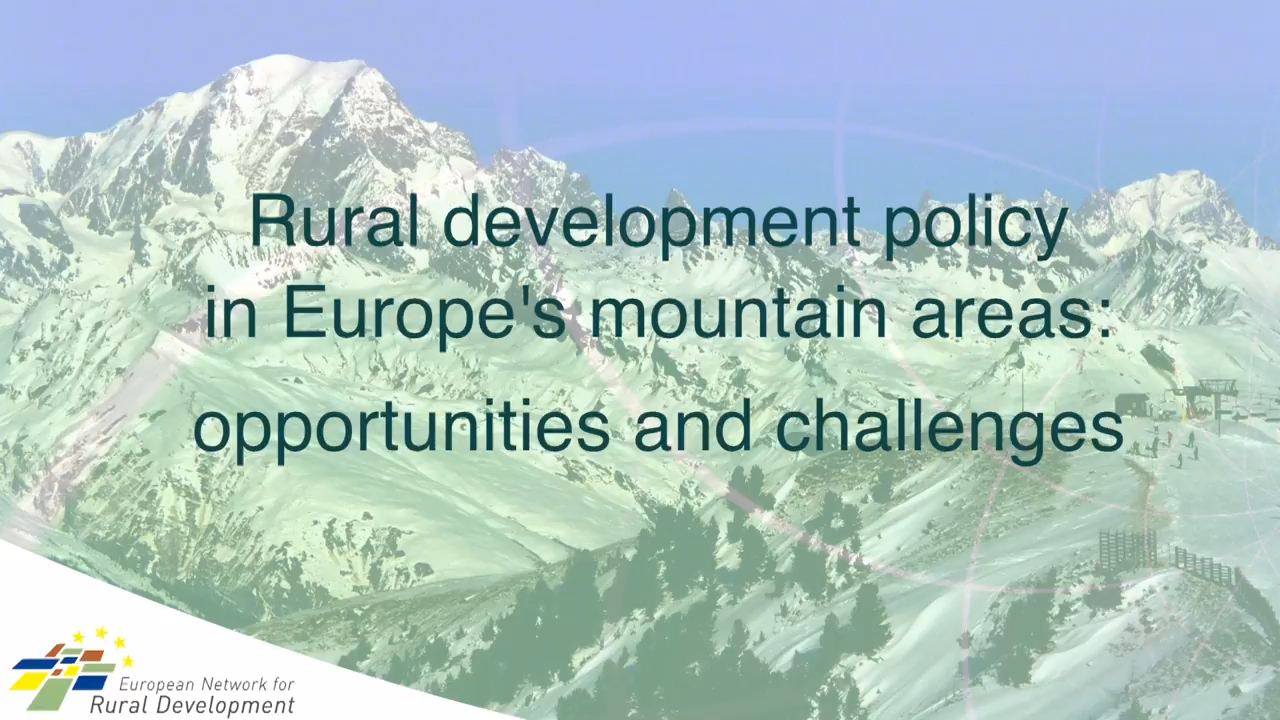 Rural development policy
in Europe's mountain areas:
opportunities and challenges
European Network for
Rural Development